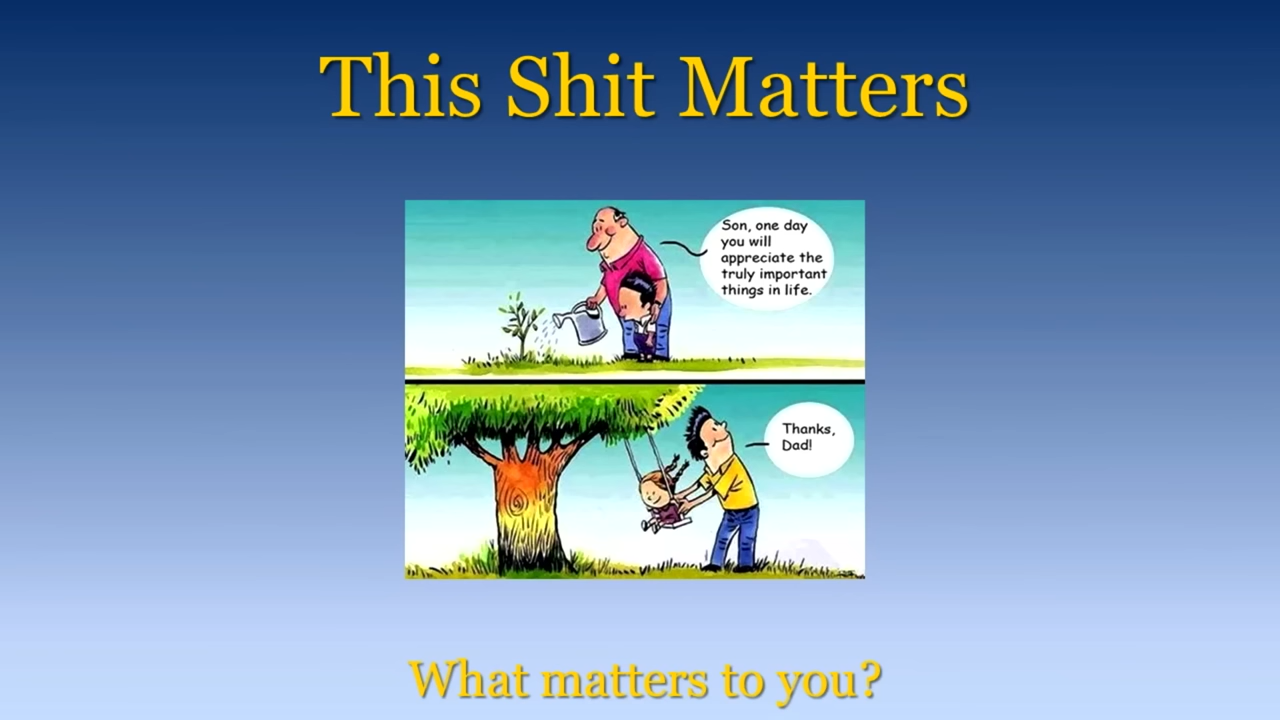 This Shit Matters
Son, one day
you will
appreciate the
truly important
things in life.
Thanks,
Dad!
What matters to you?